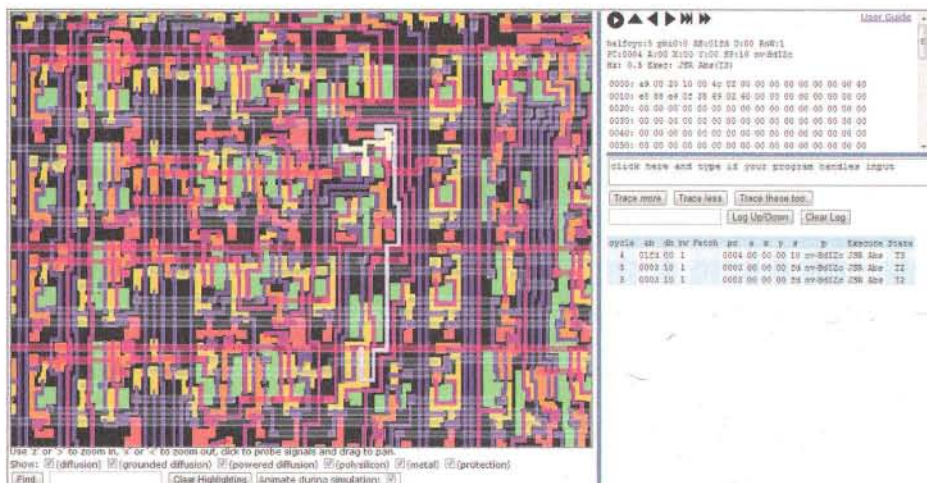 User Guide
halfcyc:5 phi0:0 AB:01fd D:00 RnW:1
PC:0004 A:00 X:00 Y:00 SP:10 nv-BdIZc
Hz: 0.5 Exec: JSR Abs(T3)
0000: a9 00 20 10 00 4c 02 00 00 00 00 00 00 00 00 40
0010: e8 88 e6 0f 38 69 02 60 00 00 00 00 00 00 00 00
0020: 00 00 00 00 00 00 00 00 00 00 00 00 00 00 00 00
0030: 00 00 00 00 00 00 00 00 00 00 00 00 00 00 00 00
0040: 00 00 00 00 00 00 00 00 00 00 00 00 00 00 00 00
0050: 00 00 00 00 00 00 00 00 00 00 00 00 00 00 00 00
click here and type if your program handles input
Trace more Trace less Trace these too:
Log Up/Down Clear Log
cycle ab db rw Fetch pc a x y s p Execute State
0004 00 00 00 10 nv-BdIZc JSR Abs T3
0003 10 1 0003 00 00 00 fd nv-BdIZc JSR Abs T2
0003 10 1 0003 00 00 00 fd nv-BdIZc JSR Abs T2
Use 'z' or '>' to zoom in, 'x' or '<' to zoom out, click to probe signals and drag to pan.
Show: (diffusion) (grounded diffusion) (powered diffusion) (polysilicon) (metal) (protection)
Find: Clear Highlighting Animate during simulation: